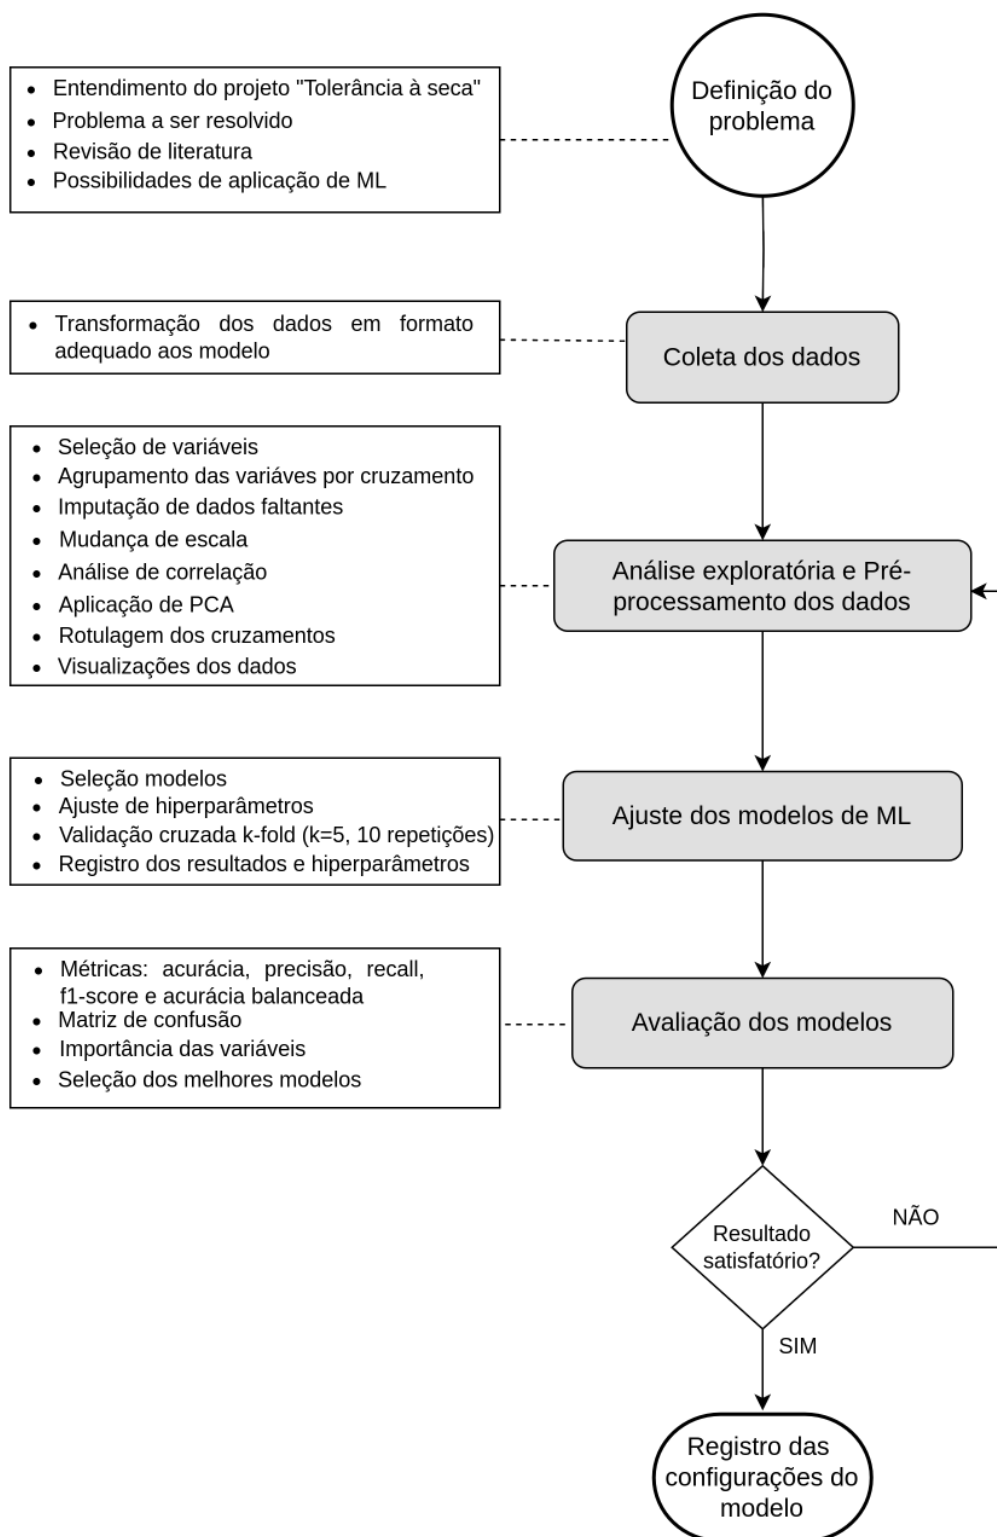 Definição do
problema
• Entendimento do projeto "Tolerância à seca"
• Problema a ser resolvido
• Revisão de literatura
• Possibilidades de aplicação de ML
• Transformação dos dados em formato
adequado aos modelo
Coleta dos dados
• Seleção de variáveis
• Agrupamento das variáves por cruzamento
• Imputação de dados faltantes
• Mudança de escala
• Análise de correlação
• Aplicação de PCA
• Rotulagem dos cruzamentos
• Visualizações dos dados
Análise exploratória e Pré-
processamento dos dados
• Seleção modelos
• Ajuste de hiperparâmetros
• Validação cruzada k-fold (k=5, 10 repetições)
• Registro dos resultados e hiperparâmetros
Ajuste dos modelos de ML
• Métricas: acurácia, precisão, recall,
f1-score e acurácia balanceada
• Matriz de confusão
• Importância das variáveis
• Seleção dos melhores modelos
Avaliação dos modelos
Resultado
satisfatório?
NÃO
SIM
Registro das
configurações do
modelo